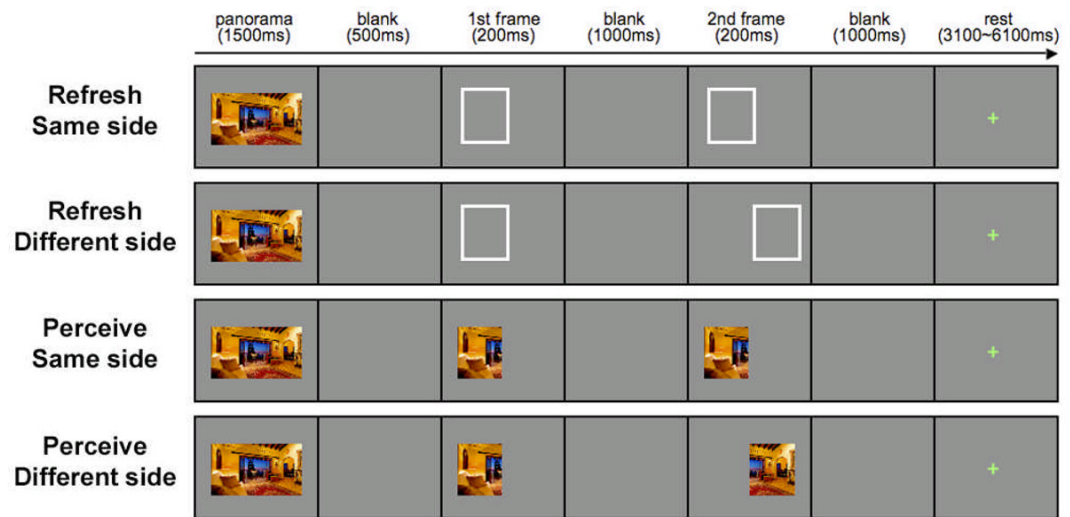 panorama
(1500ms)
blank
(500ms)
1st frame
(200ms)
blank
(1000ms)
2nd frame
(200ms)
blank
(1000ms)
rest
(3100~6100ms)
Refresh
Same side
Refresh
Different side
Perceive
Same side
Perceive
Different side